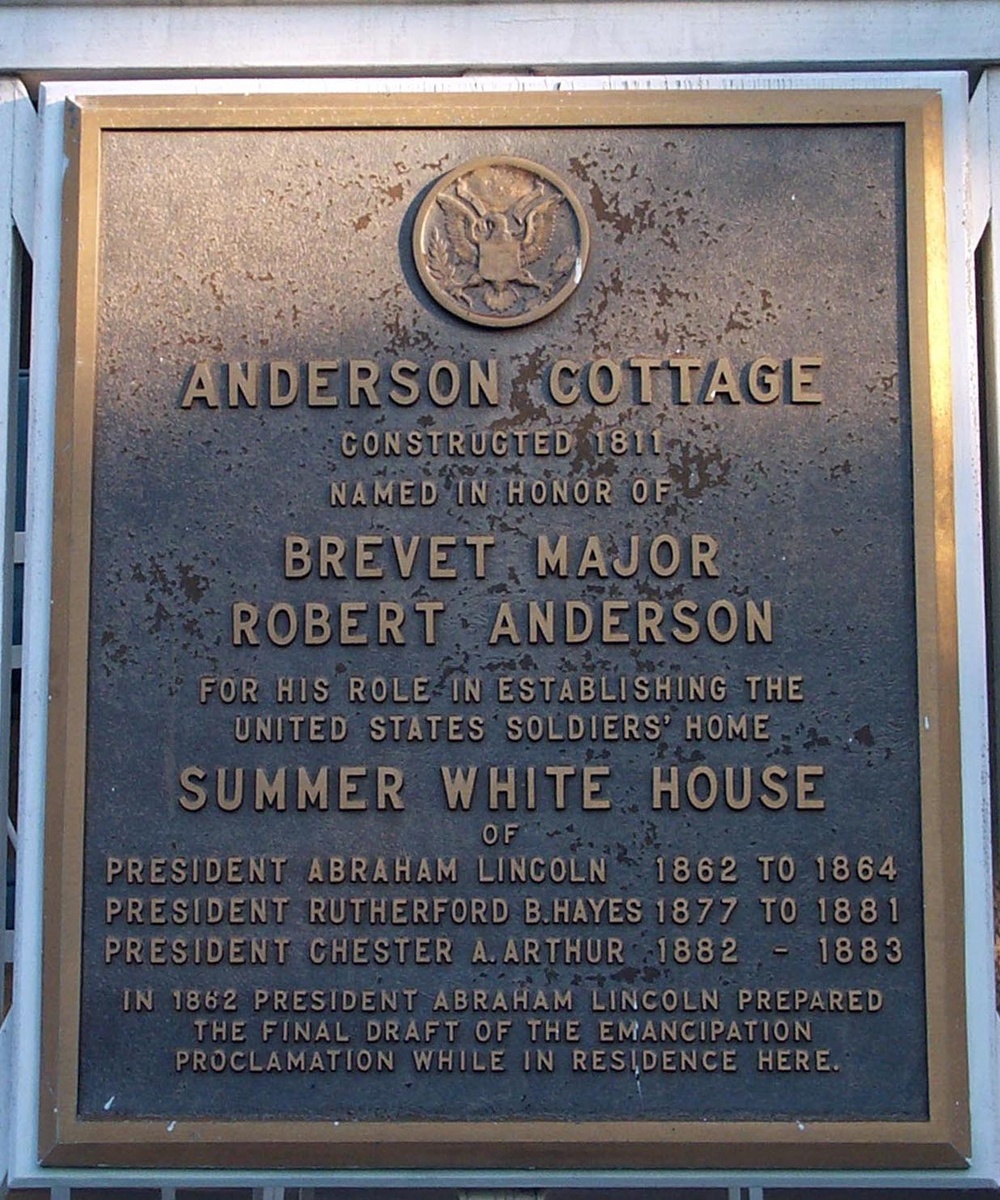 ANDERSON COTTAGE
CONSTRUCTED 1811
NAMED IN HONOR OF
BREVET MAJOR
ROBERT ANDERSON
FOR HIS ROLE IN ESTABLISHING THE
UNITED STATES SOLDIERS' HOME
SUMMER WHITE HOUSE
OF
PRESIDENT ABRAHAM LINCOLN 1862 TO 1864
PRESIDENT RUTHERFORD B.HAYES 1877 TO 1881
PRESIDENT CHESTER A.ARTHUR 1882 - 1883
IN 1862 PRESIDENT ABRAHAM LINCOLN PREPARED
THE FINAL DRAFT OF THE EMANCIPATION
PROCLAMATION WHILE IN RESIDENCE HERE.